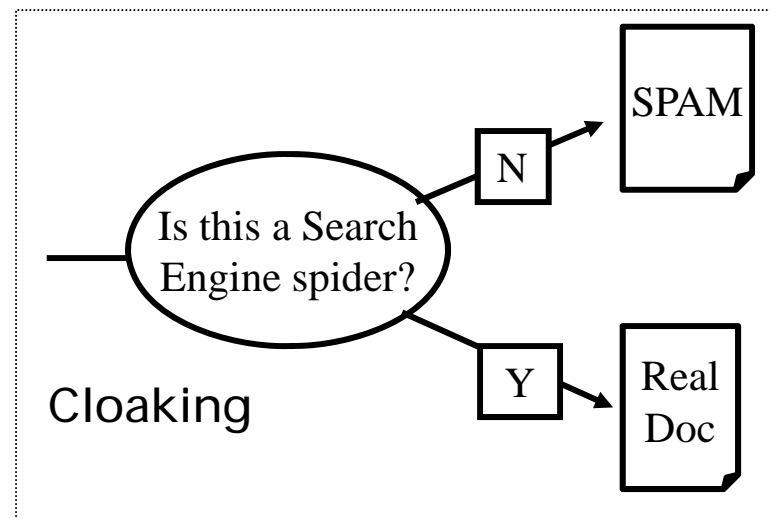 SPAM
N
Is this a Search
Engine spider?
Y
Real
Doc
Cloaking